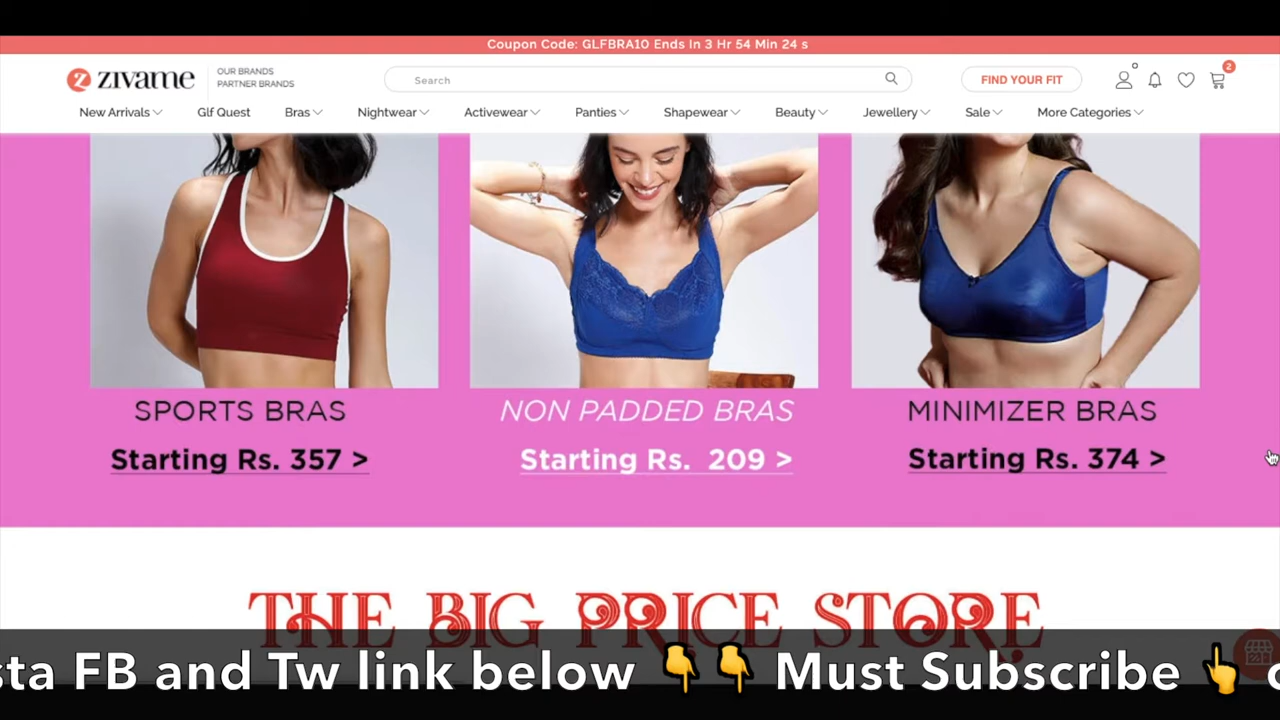 Coupon Code: GLFBRA10 Ends In 3 Hr 54 Min 24 s
zivame
OUR BRANDS
PARTNER BRANDS
Search
FIND YOUR FIT
2
New Arrivals
Glf Quest
Bras
Nightwear
Activewear
Panties
Shapewear
Beauty
Jewellery
Sale
More Categories
SPORTS BRAS
NON PADDED BRAS
MINIMIZER BRAS
Starting Rs. 357 >
Starting Rs. 209 >
Starting Rs. 374 >
THE BIG PRICE STORE
sta FB and Tw link below 👇👇 Must Subscribe 👆